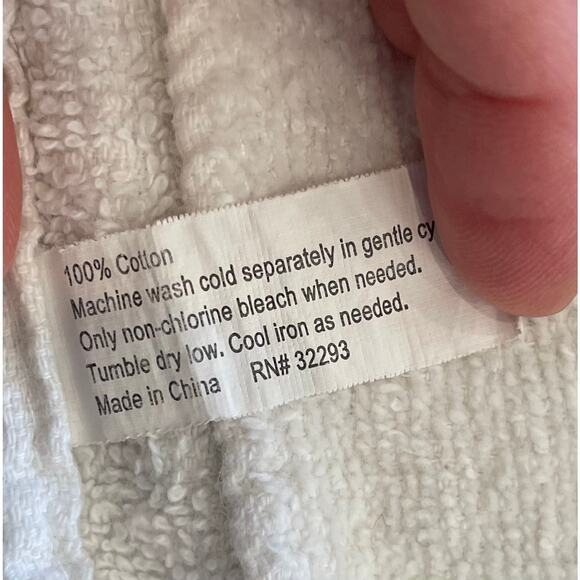 100% Cotton
Machine wash cold separately in gentle cy
Only non-chlorine bleach when needed.
Tumble dry low. Cool iron as needed.
Made in China RN# 32293